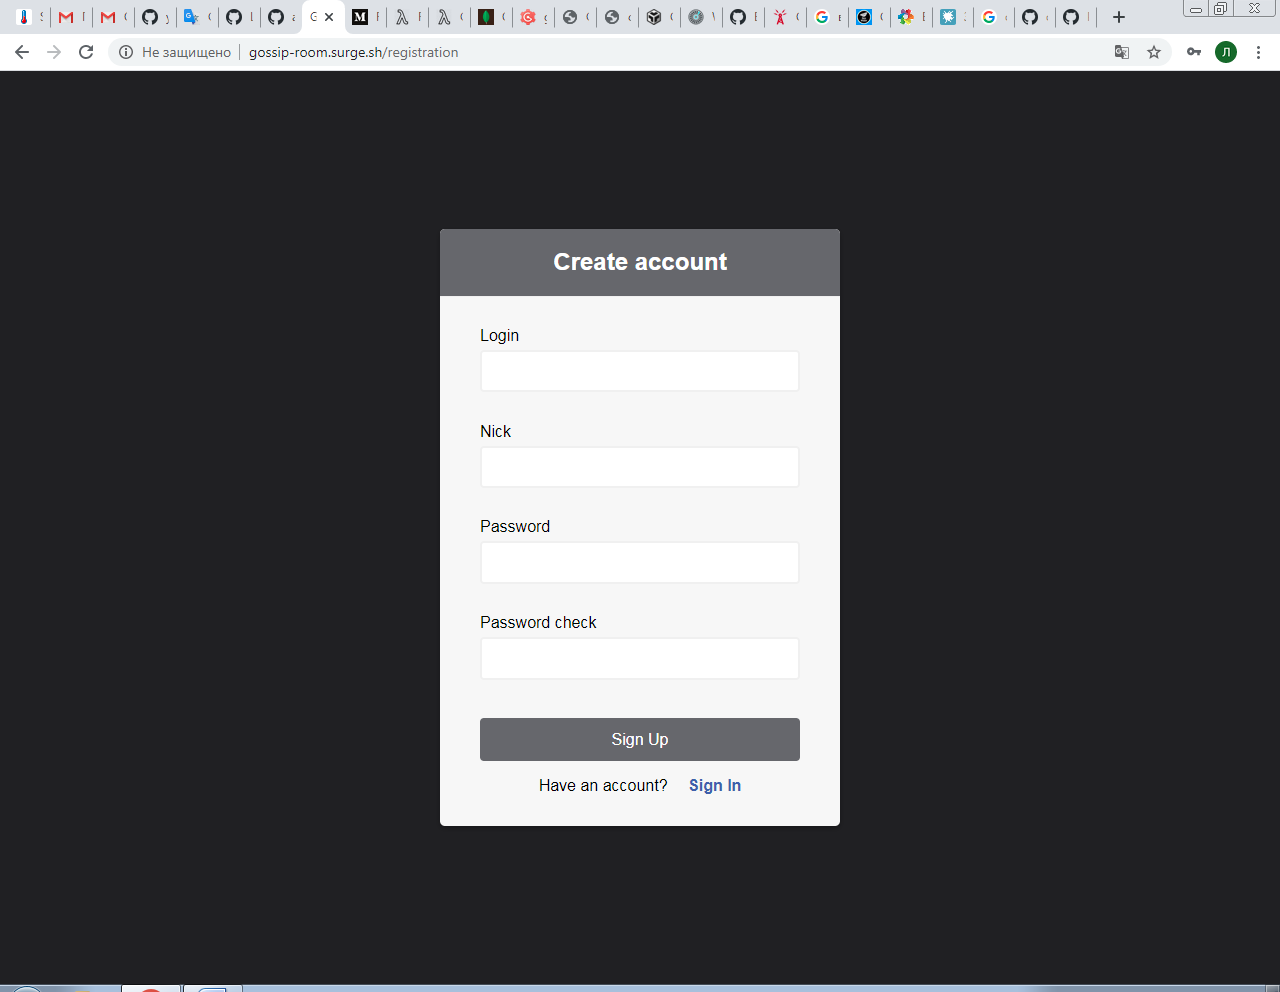 Не защищено
gossip-room.surge.sh/registration
Л
Create account
Login
Nick
Password
Password check
Sign Up
Have an account? Sign In